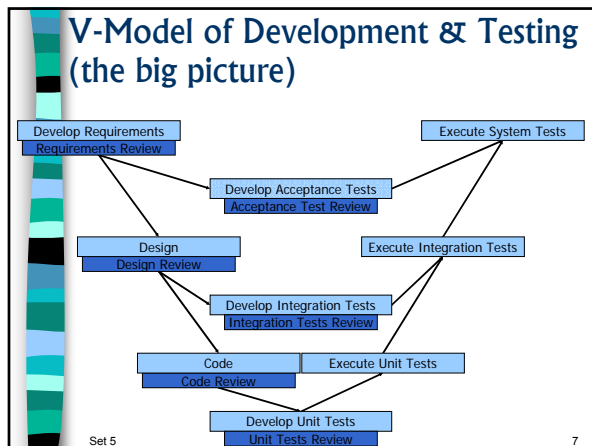 V-Model of Development & Testing
(the big picture)
Develop Requirements
Requirements Review
Execute System Tests
Develop Acceptance Tests
Acceptance Test Review
Design
Design Review
Execute Integration Tests
Develop Integration Tests
Integration Tests Review
Code
Code Review
Execute Unit Tests
Develop Unit Tests
Unit Tests Review
Set 5
7